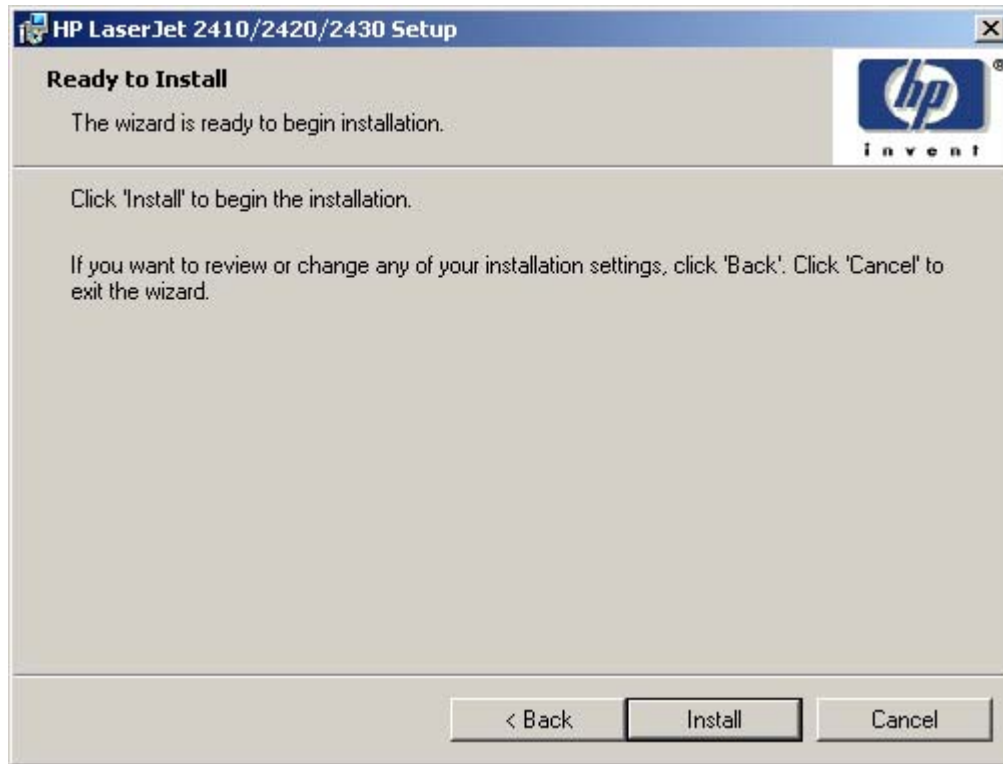 HP LaserJet 2410/2420/2430 Setup
Ready to Install
The wizard is ready to begin installation.
hp
®
invent
Click 'Install' to begin the installation.
If you want to review or change any of your installation settings, click 'Back'. Click 'Cancel' to
exit the wizard.
< Back
Install
Cancel